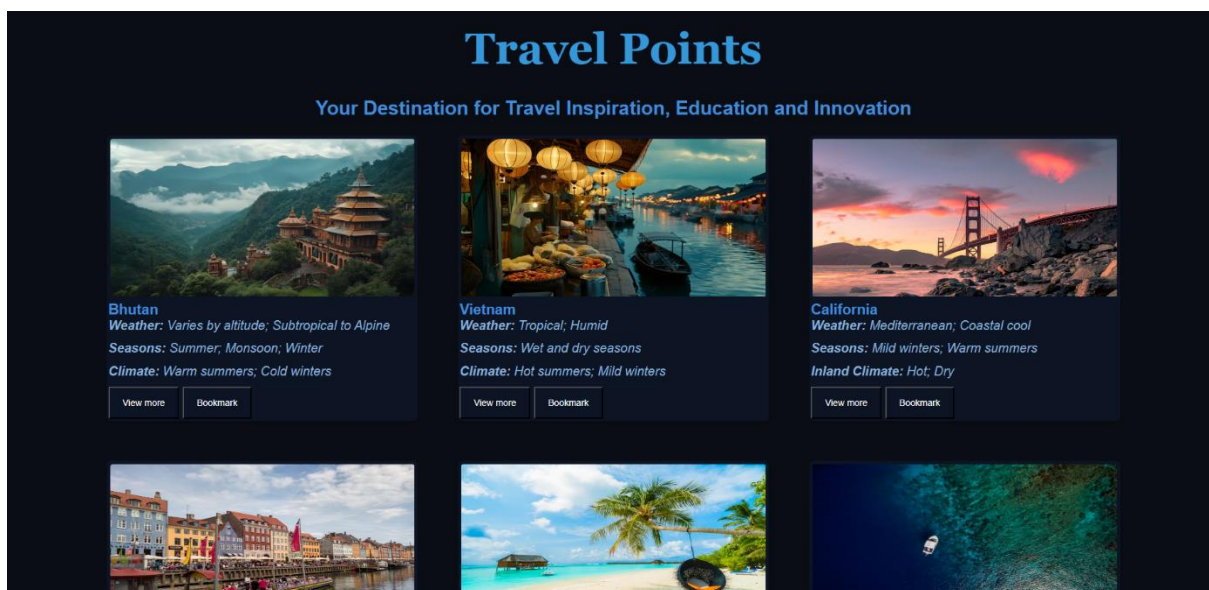 Travel Points
Your Destination for Travel Inspiration, Education and Innovation
Bhutan
Weather: Varies by altitude; Subtropical to Alpine
Seasons: Summer; Monsoon; Winter
Climate: Warm summers; Cold winters
View more
Bookmark
Vietnam
Weather: Tropical; Humid
Seasons: Wet and dry seasons
Climate: Hot summers; Mild winters
View more
Bookmark
California
Weather: Mediterranean; Coastal cool
Seasons: Mild winters; Warm summers
Inland Climate: Hot; Dry
View more
Bookmark